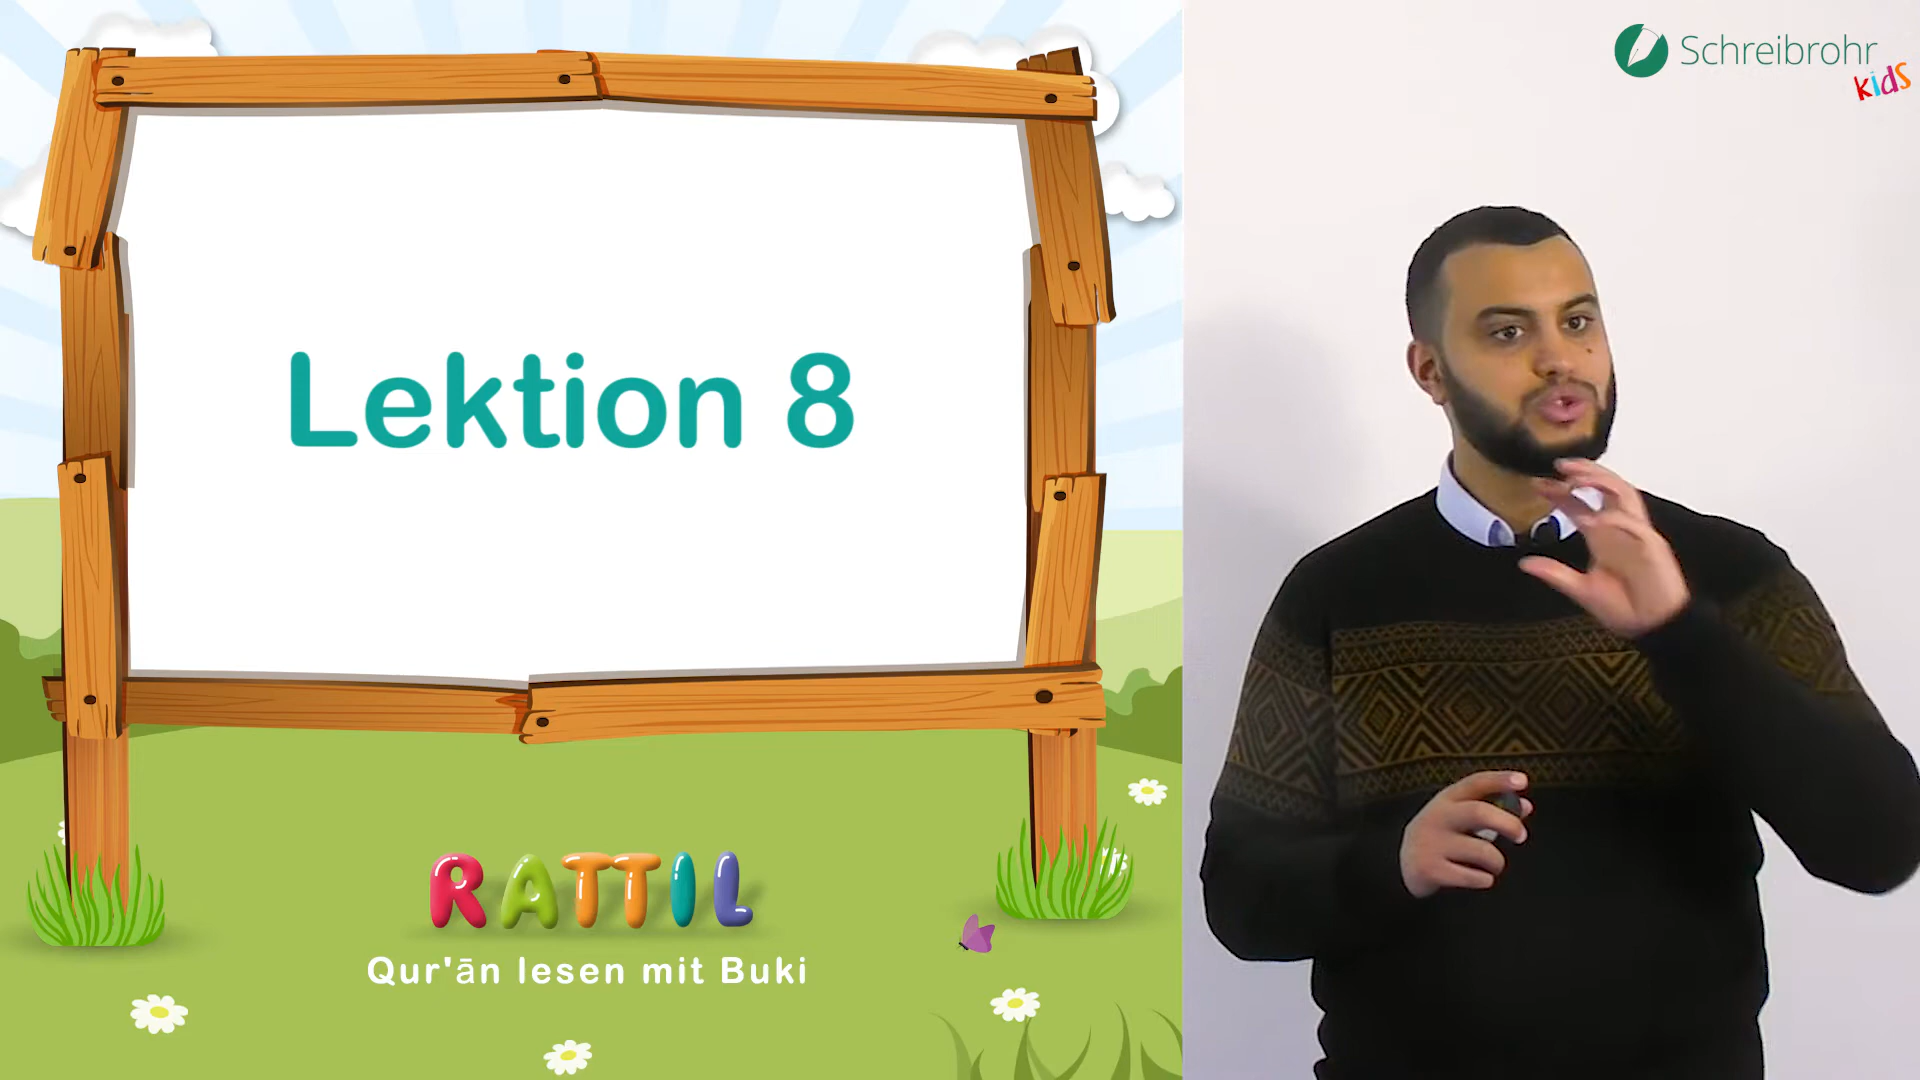 Schreibrohr
kids
Lektion 8
RATTIL
Qur'ān lesen mit Buki